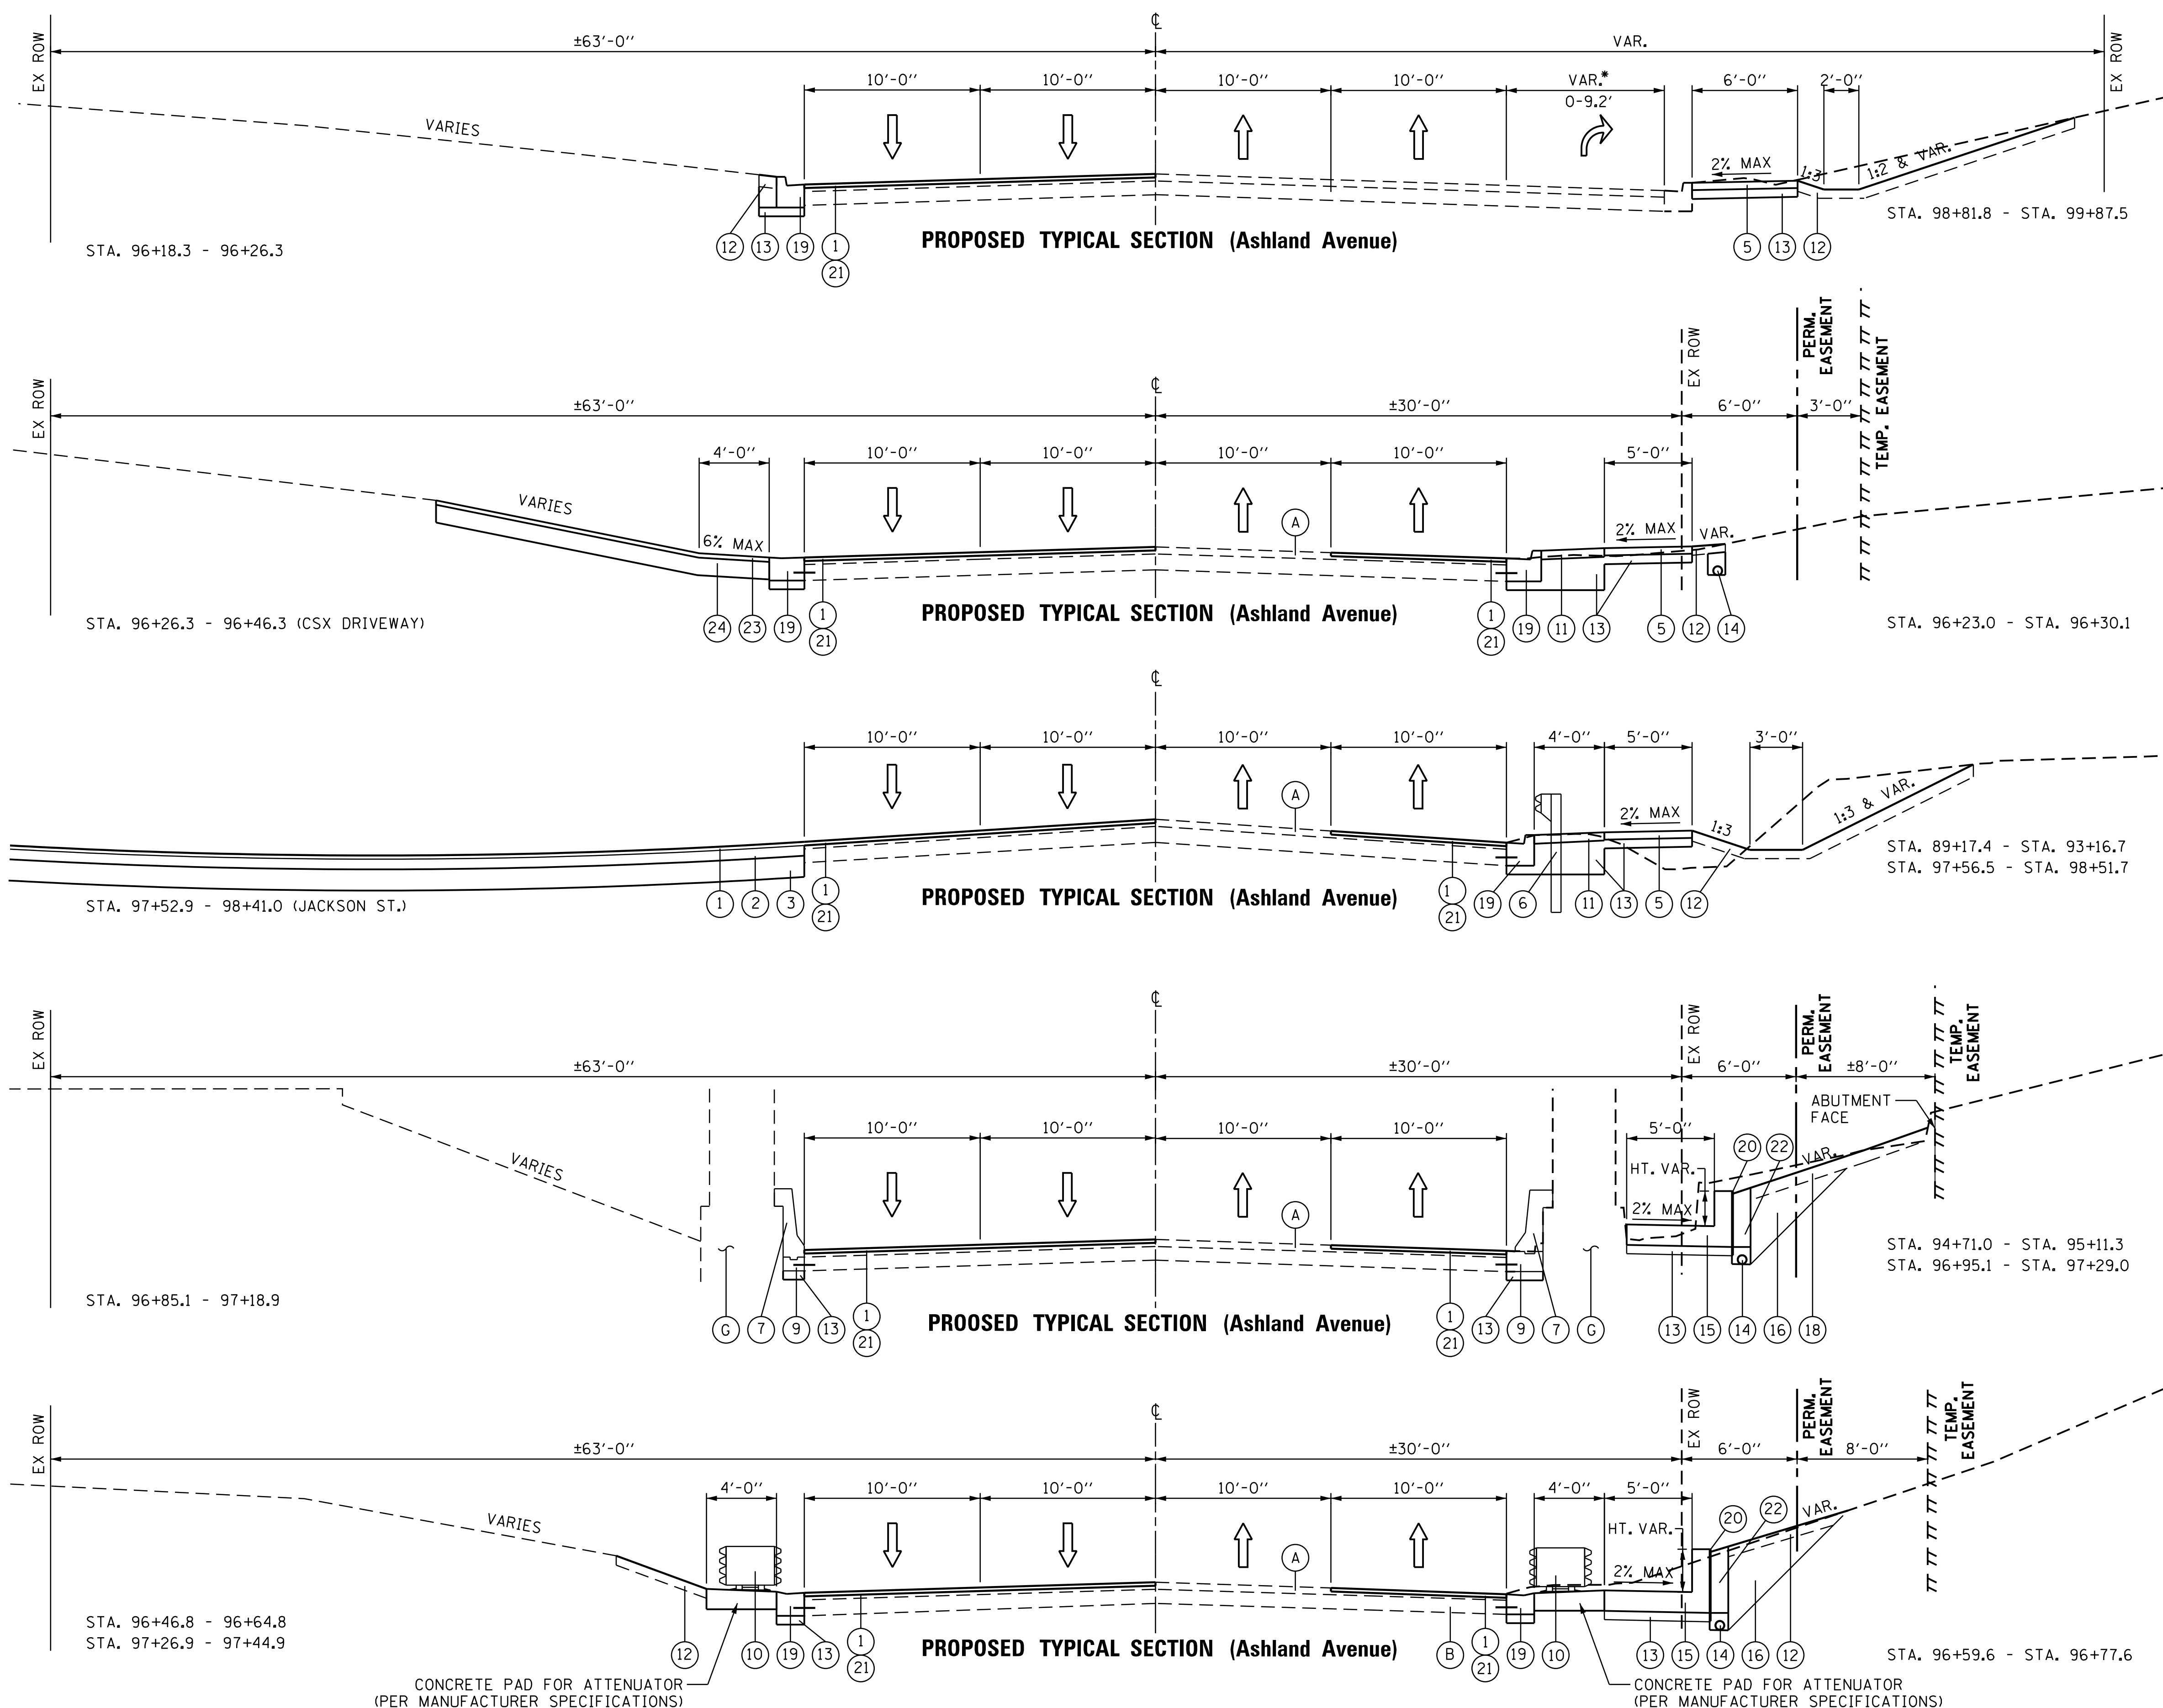 EX ROW
±63'-0"
℄
VAR.
EX ROW
10'-0"
10'-0"
10'-0"
10'-0"
VAR.*
0-9.2'
6'-0"
2'-0"
VARIES
2% MAX
1:3
1:2 & VAR.
STA. 96+18.3 - 96+26.3
12
13
19
1
21
PROPOSED TYPICAL SECTION (Ashland Avenue)
5
13
12
STA. 98+81.8 - STA. 99+87.5
EX ROW
±63'-0"
℄
±30'-0"
EX ROW
6'-0"
PERM.
EASEMENT
3'-0"
TEMP. EASEMENT
4'-0"
10'-0"
10'-0"
10'-0"
10'-0"
5'-0"
VARIES
6% MAX
A
2% MAX
VAR.
STA. 96+26.3 - 96+46.3 (CSX DRIVEWAY)
24
23
19
1
21
PROPOSED TYPICAL SECTION (Ashland Avenue)
1
21
19
11
13
5
12
14
STA. 96+23.0 - STA. 96+30.1
℄
10'-0"
10'-0"
10'-0"
10'-0"
4'-0"
5'-0"
3'-0"
A
2% MAX
1:3
1:3 & VAR.
STA. 89+17.4 - STA. 93+16.7
STA. 97+56.5 - STA. 98+51.7
STA. 97+52.9 - 98+41.0 (JACKSON ST.)
1
2
3
1
21
PROPOSED TYPICAL SECTION (Ashland Avenue)
1
21
19
6
11
13
5
12
EX ROW
±63'-0"
℄
±30'-0"
EX ROW
6'-0"
PERM.
EASEMENT
±8'-0"
TEMP.
EASEMENT
ABUTMENT
FACE
10'-0"
10'-0"
10'-0"
10'-0"
5'-0"
VARIES
HT. VAR.
20
22
VAR.
A
2% MAX
STA. 94+71.0 - STA. 95+11.3
STA. 96+95.1 - STA. 97+29.0
STA. 96+85.1 - 97+18.9
G
7
9
13
1
21
PROOSED TYPICAL SECTION (Ashland Avenue)
1
21
13
9
7
G
13
15
14
16
18
EX ROW
±63'-0"
℄
±30'-0"
EX ROW
6'-0"
PERM.
EASEMENT
8'-0"
TEMP.
EASEMENT
4'-0"
10'-0"
10'-0"
10'-0"
10'-0"
4'-0"
5'-0"
VARIES
HT. VAR.
20
22
VAR.
A
2% MAX
STA. 96+46.8 - 96+64.8
STA. 97+26.9 - 97+44.9
12
10
19
13
1
21
PROPOSED TYPICAL SECTION (Ashland Avenue)
B
1
21
19
10
13
15
14
16
12
STA. 96+59.6 - STA. 96+77.6
CONCRETE PAD FOR ATTENUATOR
(PER MANUFACTURER SPECIFICATIONS)
CONCRETE PAD FOR ATTENUATOR
(PER MANUFACTURER SPECIFICATIONS)